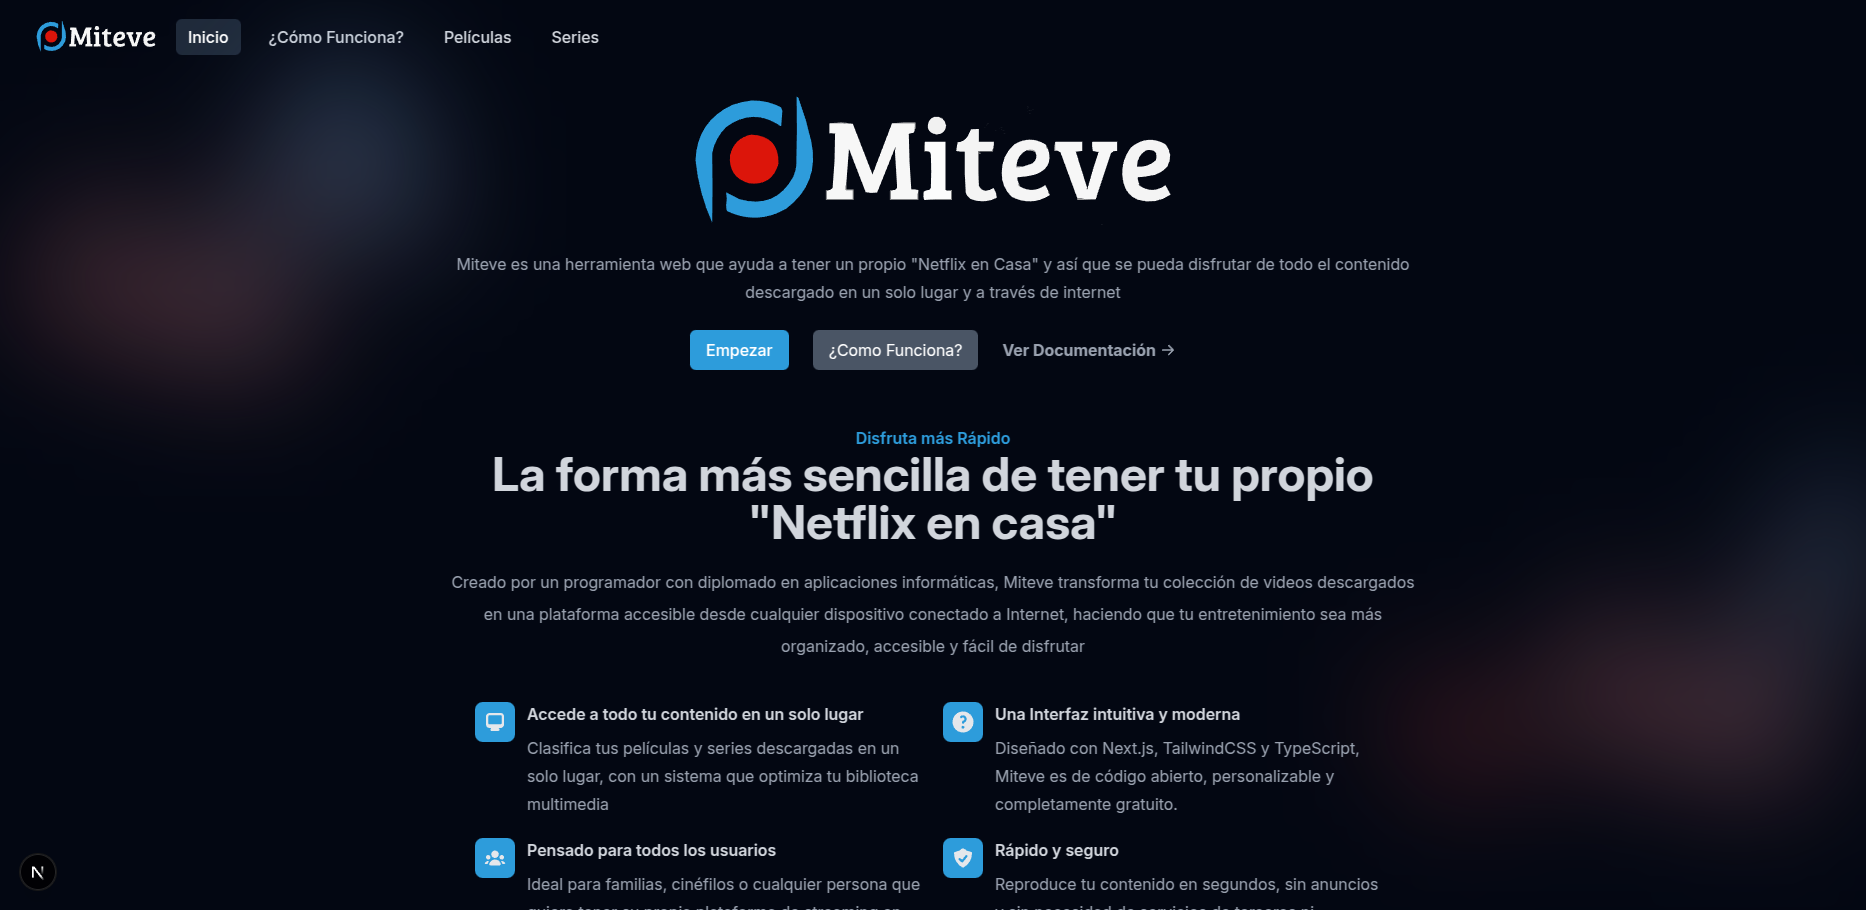 Miteve Inicio ¿Cómo Funciona? Películas Series
Miteve
Miteve es una herramienta web que ayuda a tener un propio "Netflix en Casa" y así que se pueda disfrutar de todo el contenido
descargado en un solo lugar y a través de internet
Empezar ¿Como Funciona? Ver Documentación →
Disfruta más Rápido
La forma más sencilla de tener tu propio
"Netflix en casa"
Creado por un programador con diplomado en aplicaciones informáticas, Miteve transforma tu colección de videos descargados
en una plataforma accesible desde cualquier dispositivo conectado a Internet, haciendo que tu entretenimiento sea más
organizado, accesible y fácil de disfrutar
Accede a todo tu contenido en un solo lugar
Clasifica tus películas y series descargadas en un
solo lugar, con un sistema que optimiza tu biblioteca
multimedia
Una Interfaz intuitiva y moderna
Diseñado con Next.js, TailwindCSS y TypeScript,
Miteve es de código abierto, personalizable y
completamente gratuito.
Pensado para todos los usuarios
Ideal para familias, cinéfilos o cualquier persona que
Rápido y seguro
Reproduce tu contenido en segundos, sin anuncios
N